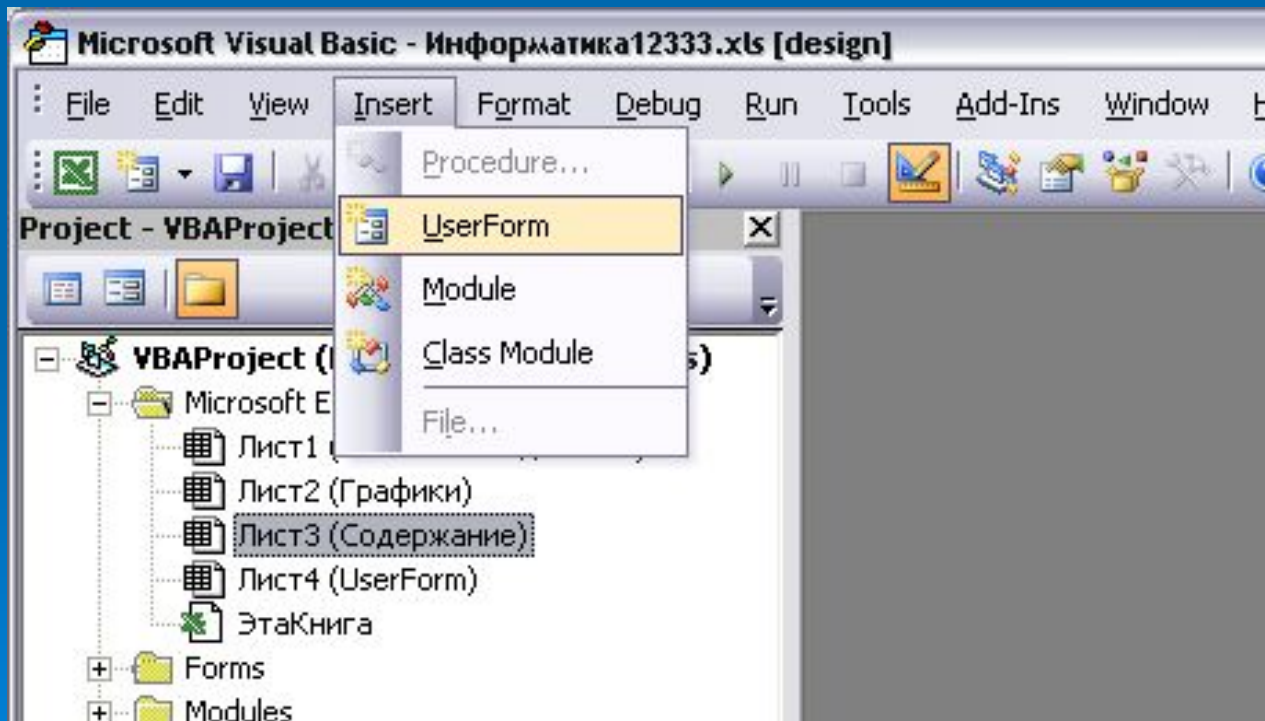 Microsoft Visual Basic - Информатика12333.xls [design]
File Edit View Insert Format Debug Run Tools Add-Ins Window
Procedure...
Project - VBAProject
UserForm
Module
VBAProject (
Class Module
s)
Microsoft E
File...
Лист1 (
Лист2 (Графики)
Лист3 (Содержание)
Лист4 (UserForm)
ЭтаКнига
Forms
Modules